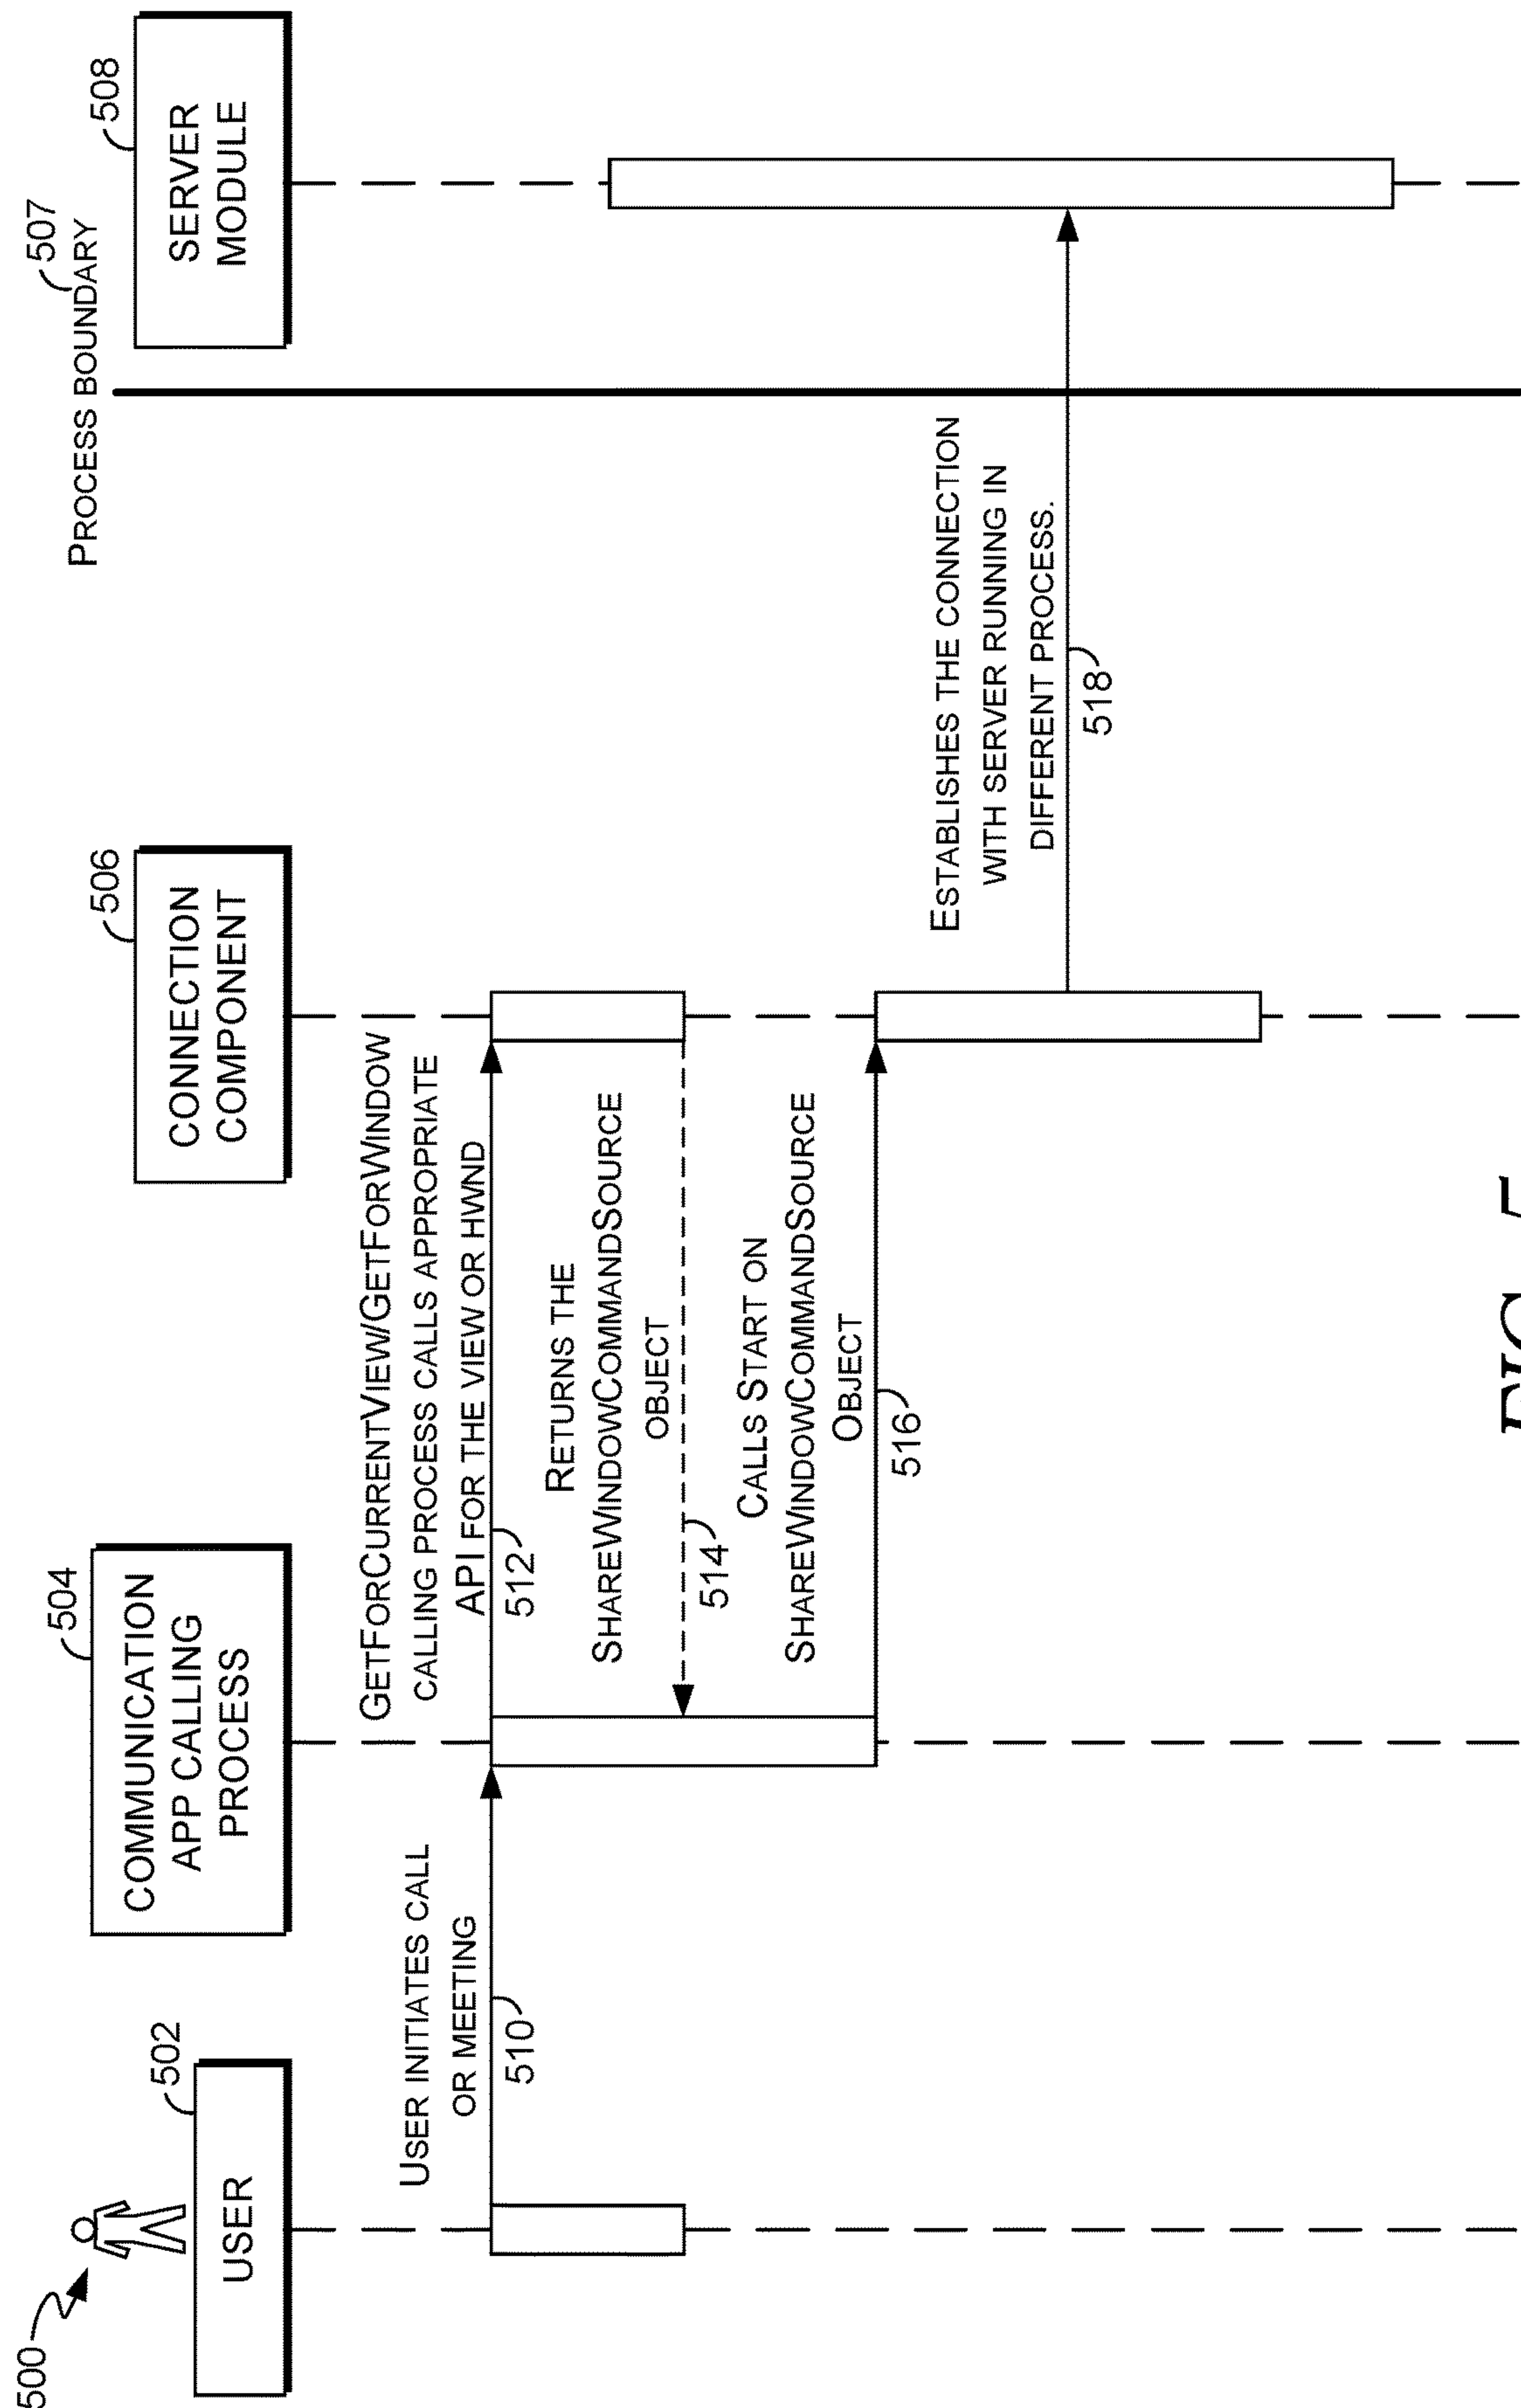 500
502
USER
504
COMMUNICATION
APP CALLING
PROCESS
506
CONNECTION
COMPONENT
507
PROCESS BOUNDARY
508
SERVER
MODULE
USER INITIATES CALL
OR MEETING
510
GETFORCURRENTVIEW/GETFORWINDOW
CALLING PROCESS CALLS APPROPRIATE
API FOR THE VIEW OR HWND
512
RETURNS THE
SHAREWINDOWCOMMANDSOURCE
OBJECT
514
CALLS START ON
SHAREWINDOWCOMMANDSOURCE
OBJECT
516
ESTABLISHES THE CONNECTION
WITH SERVER RUNNING IN
DIFFERENT PROCESS.
518